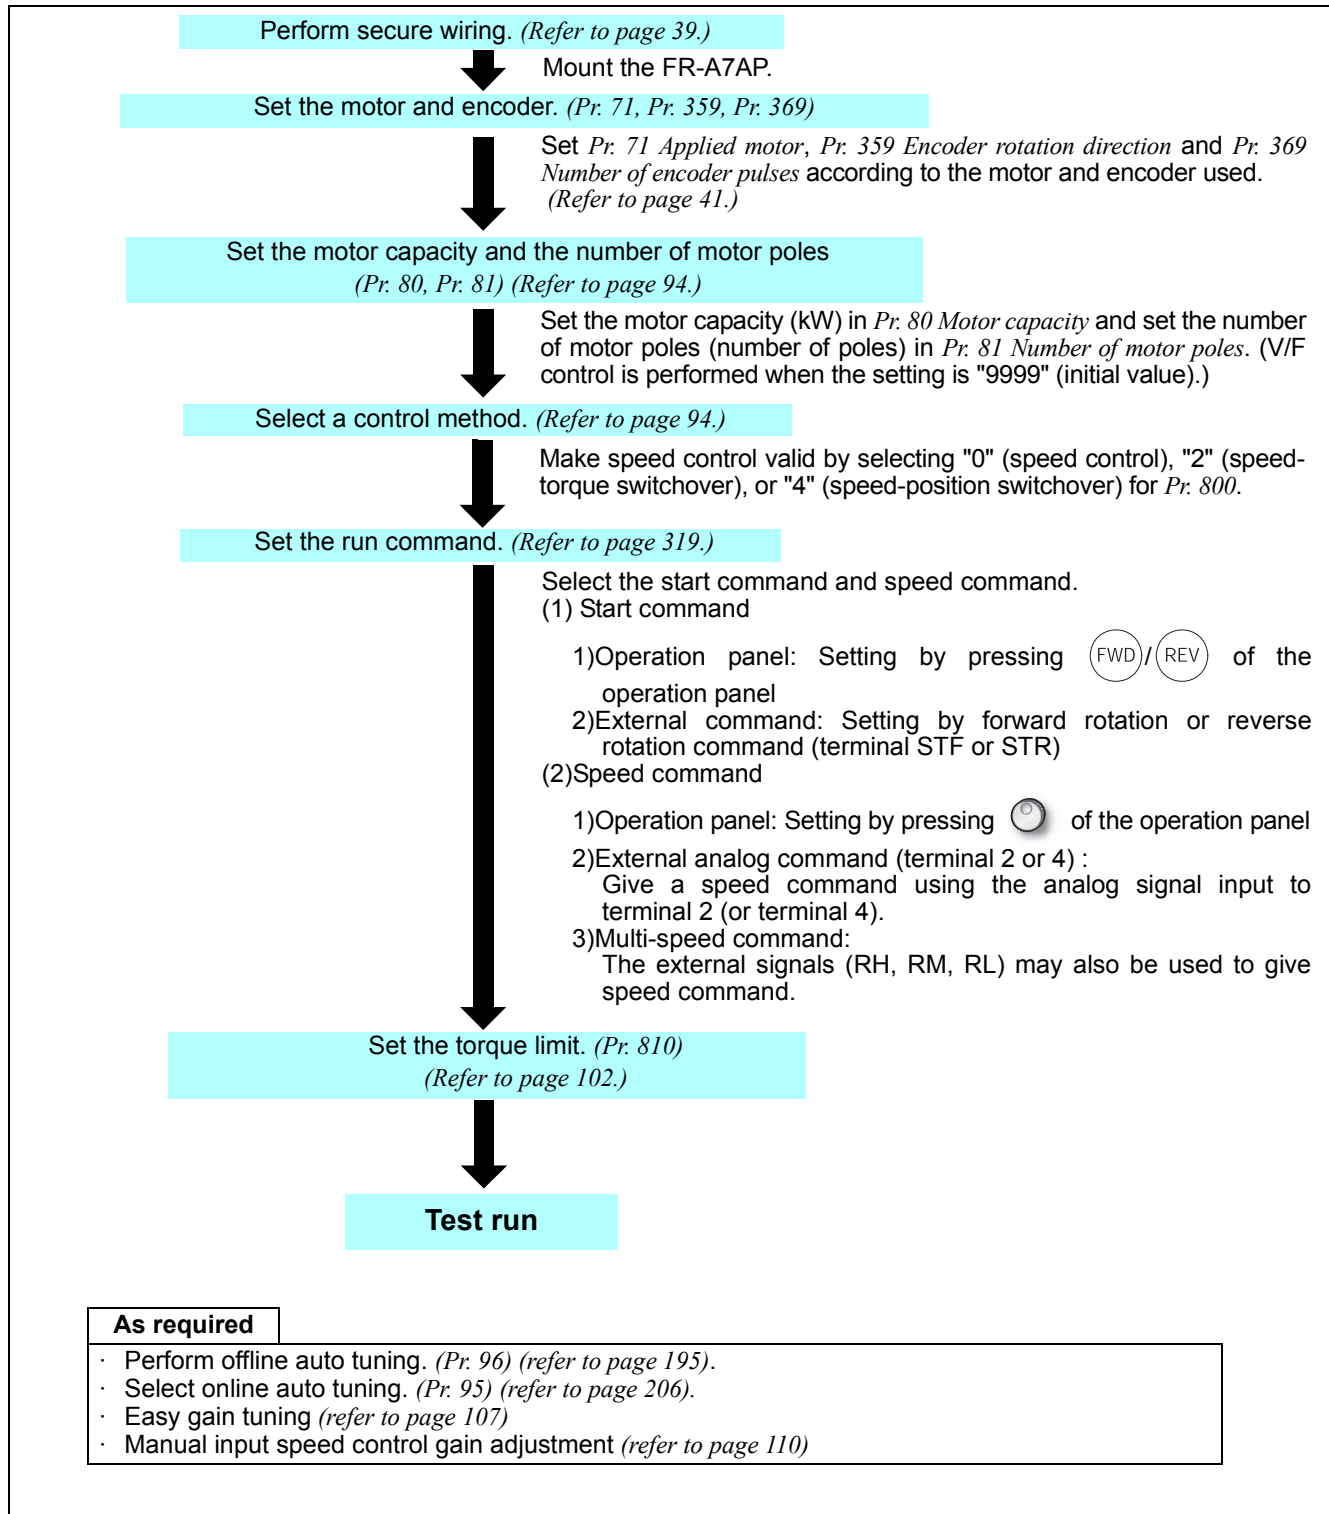 Perform secure wiring. (Refer to page 39.)
Mount the FR-A7AP.
Set the motor and encoder. (Pr. 71, Pr. 359, Pr. 369)
Set Pr. 71 Applied motor, Pr. 359 Encoder rotation direction and Pr. 369
Number of encoder pulses according to the motor and encoder used.
(Refer to page 41.)
Set the motor capacity and the number of motor poles
(Pr. 80, Pr. 81) (Refer to page 94.)
Set the motor capacity (kW) in Pr. 80 Motor capacity and set the number
of motor poles (number of poles) in Pr. 81 Number of motor poles. (V/F
control is performed when the setting is "9999" (initial value).)
Select a control method. (Refer to page 94.)
Make speed control valid by selecting "0" (speed control), "2" (speed-
torque switchover), or "4" (speed-position switchover) for Pr. 800.
Set the run command. (Refer to page 319.)
Select the start command and speed command.
(1) Start command
1)Operation panel: Setting by pressing FWD/REV of the
operation panel
2)External command: Setting by forward rotation or reverse
rotation command (terminal STF or STR)
(2)Speed command
1)Operation panel: Setting by pressing of the operation panel
2)External analog command (terminal 2 or 4) :
Give a speed command using the analog signal input to
terminal 2 (or terminal 4).
3)Multi-speed command:
The external signals (RH, RM, RL) may also be used to give
speed command.
Set the torque limit. (Pr. 810)
(Refer to page 102.)
Test run
As required
· Perform offline auto tuning. (Pr. 96) (refer to page 195).
· Select online auto tuning. (Pr. 95) (refer to page 206).
· Easy gain tuning (refer to page 107)
· Manual input speed control gain adjustment (refer to page 110)